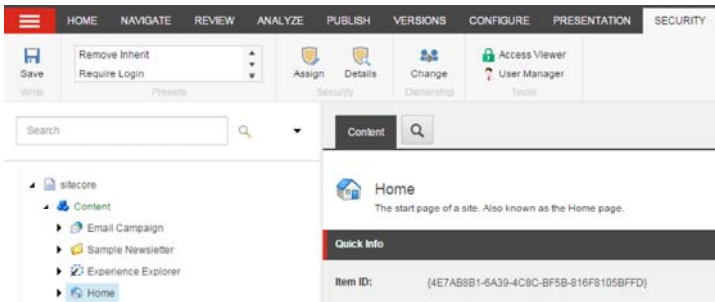 HOME NAVIGATE REVIEW ANALYZE PUBLISH VERSIONS CONFIGURE PRESENTATION SECURITY
Save
Write
Remove Inherit
Require Login
Presets
Assign Details
Security
Change
Ownership
Access Viewer
User Manager
Tools
Search
sitecore
Content
Email Campaign
Sample Newsletter
Experience Explorer
Home
Content
Home
The start page of a site. Also known as the Home page.
Quick Info
Item ID: {4E7AB8B1-6A39-4C8C-BF5B-816F8105BFFD}